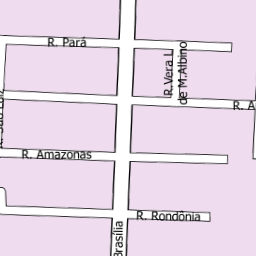 R. Pará
R. Vera L.
de M. Albino
R. A
R. Amazonas
R. Rondônia
Brasília